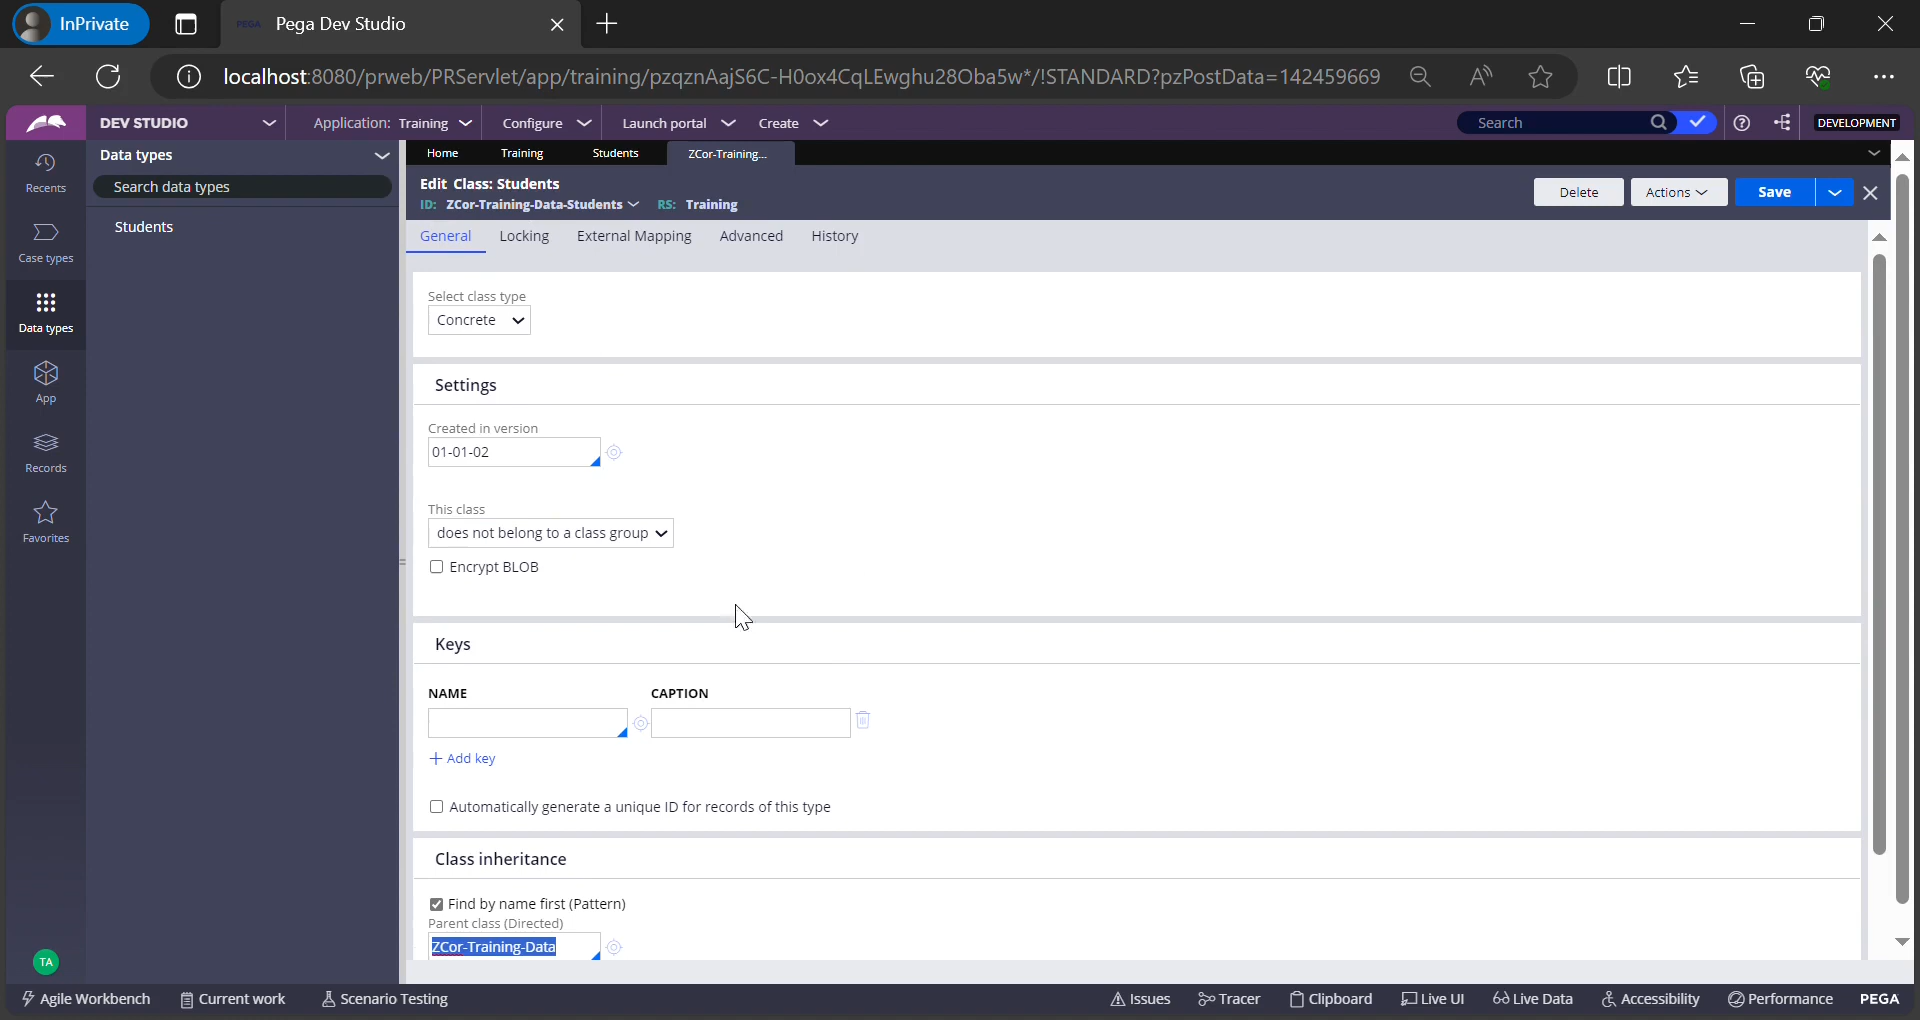 InPrivate
PEGA Pega Dev Studio
localhost:8080/prweb/PRServlet/app/training/pzqznAajS6C-H0ox4CqLEwghu28Oba5w*/!STANDARD?pzPostData=142459669
DEV STUDIO Application: Training Configure Launch portal Create Search DEVELOPMENT
Recents
Case types
Data types
App
Records
Favorites
TA
Data types
Search data types
Students
Home Training Students ZCor-Training...
Edit Class: Students
ID: ZCor-Training-Data-Students RS: Training
Delete Actions Save
General Locking External Mapping Advanced History
Select class type
Concrete
Settings
Created in version
01-01-02
This class
does not belong to a class group
Encrypt BLOB
Keys
NAME CAPTION
Add key
Automatically generate a unique ID for records of this type
Class inheritance
Find by name first (Pattern)
Parent class (Directed)
ZCor-Training-Data
Agile Workbench Current work Scenario Testing Issues Tracer Clipboard Live UI Live Data Accessibility Performance PEGA